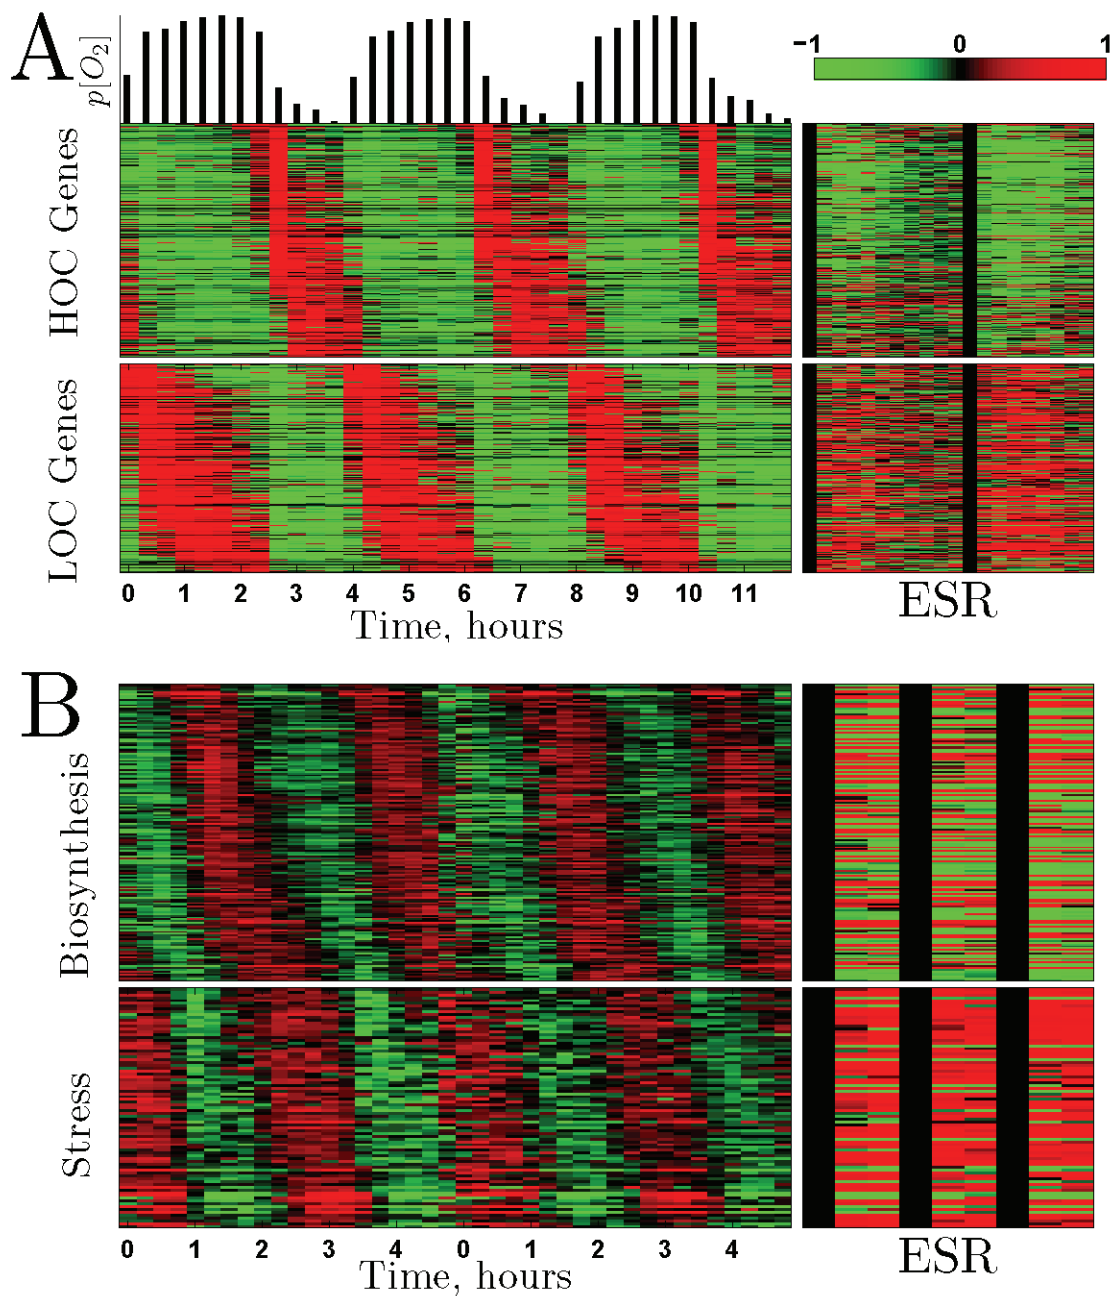 A
p[O₂]
−1 0 1
HOC Genes
LOC Genes
0 1 2 3 4 5 6 7 8 9 10 11
Time, hours
ESR
B
Biosynthesis
Stress
0 1 2 3 4 0 1 2 3 4
Time, hours
ESR